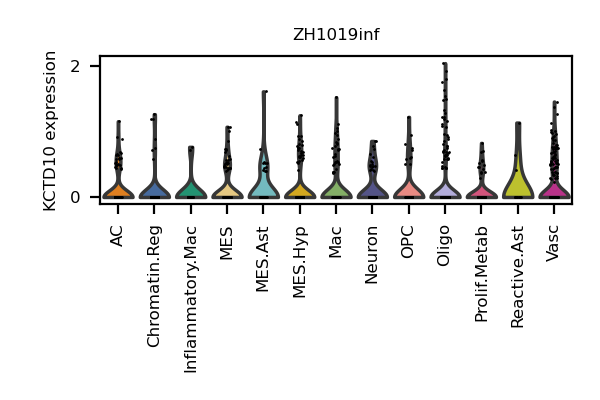 ZH1019inf
KCTD10 expression
2
0
AC
Chromatin.Reg
Inflammatory.Mac
MES
MES.Ast
MES.Hyp
Mac
Neuron
OPC
Oligo
Prolif.Metab
Reactive.Ast
Vasc